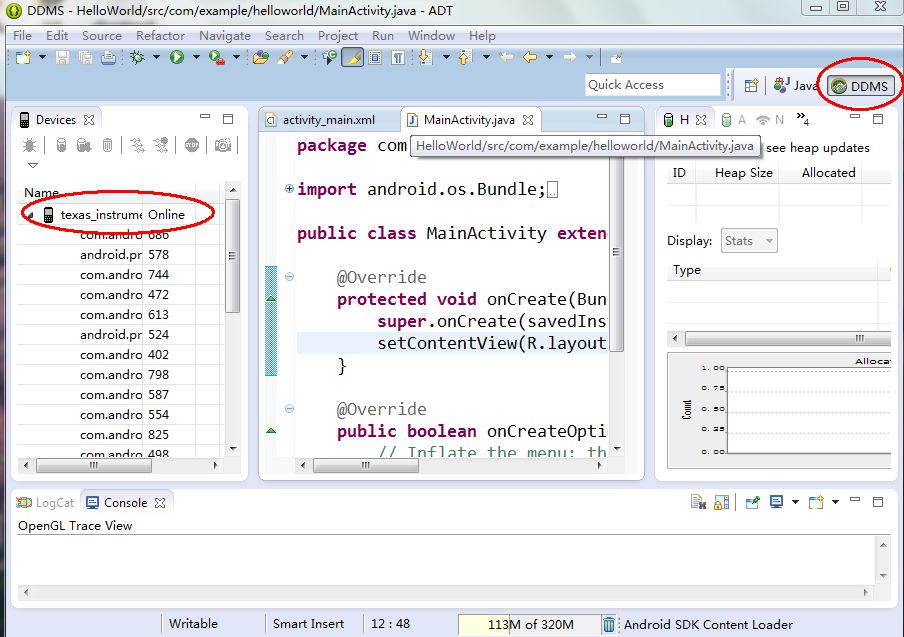 DDMS - HelloWorld/src/com/example/helloworld/MainActivity.java - ADT
File Edit Source Refactor Navigate Search Project Run Window Help
Quick Access
Java
DDMS
Devices
Name
texas_instrume Online
com.andro 686
android.pr 578
com.andro 744
com.andro 472
com.andro 613
android.pr 524
com.andro 402
com.andro 798
com.andro 587
com.andro 554
com.andro 825
com.andro 498
activity_main.xml
MainActivity.java
HelloWorld/src/com/example/helloworld/MainActivity.java
package com
import android.os.Bundle;
public class MainActivity exten
@Override
protected void onCreate(Bun
super.onCreate(savedIns
setContentView(R.layout
}
@Override
public boolean onCreateOpti
// Inflate the menu; th
H A N 4
see heap updates
ID Heap Size Allocated
Display: Stats
Type
Alloca
Count
1.00
0.75
0.50
0.25
0.00
LogCat Console
OpenGL Trace View
Writable Smart Insert 12 : 48 113M of 320M Android SDK Content Loader